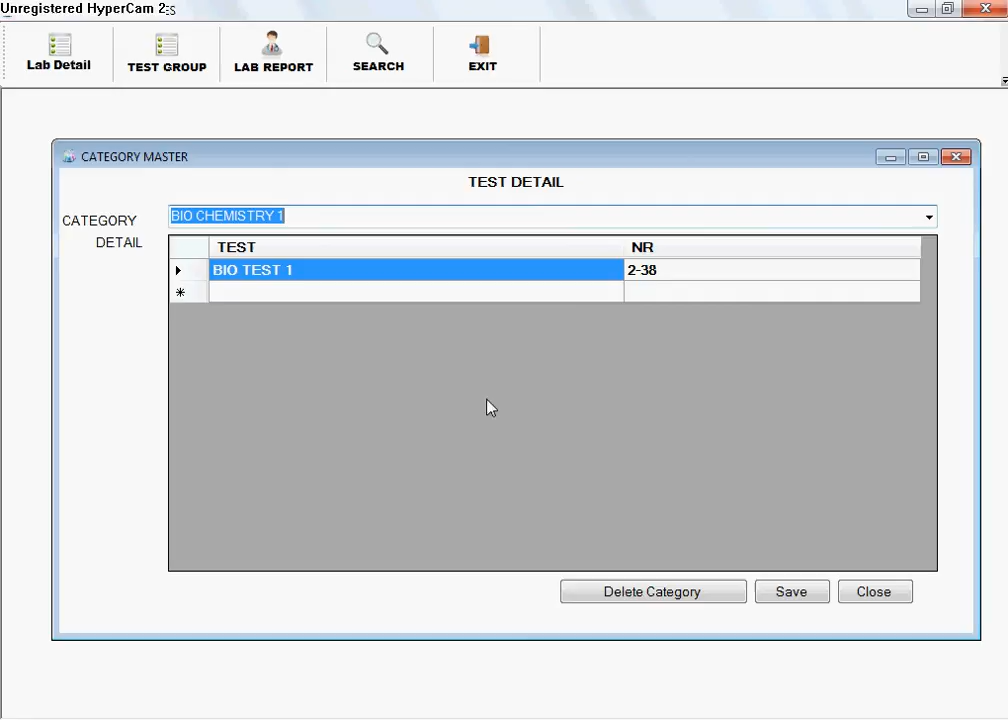 Unregistered HyperCam 2
Lab Detail
TEST GROUP
LAB REPORT
SEARCH
EXIT
CATEGORY MASTER
TEST DETAIL
CATEGORY BIO CHEMISTRY 1
DETAIL
TEST NR
BIO TEST 1 2-38
Delete Category Save Close